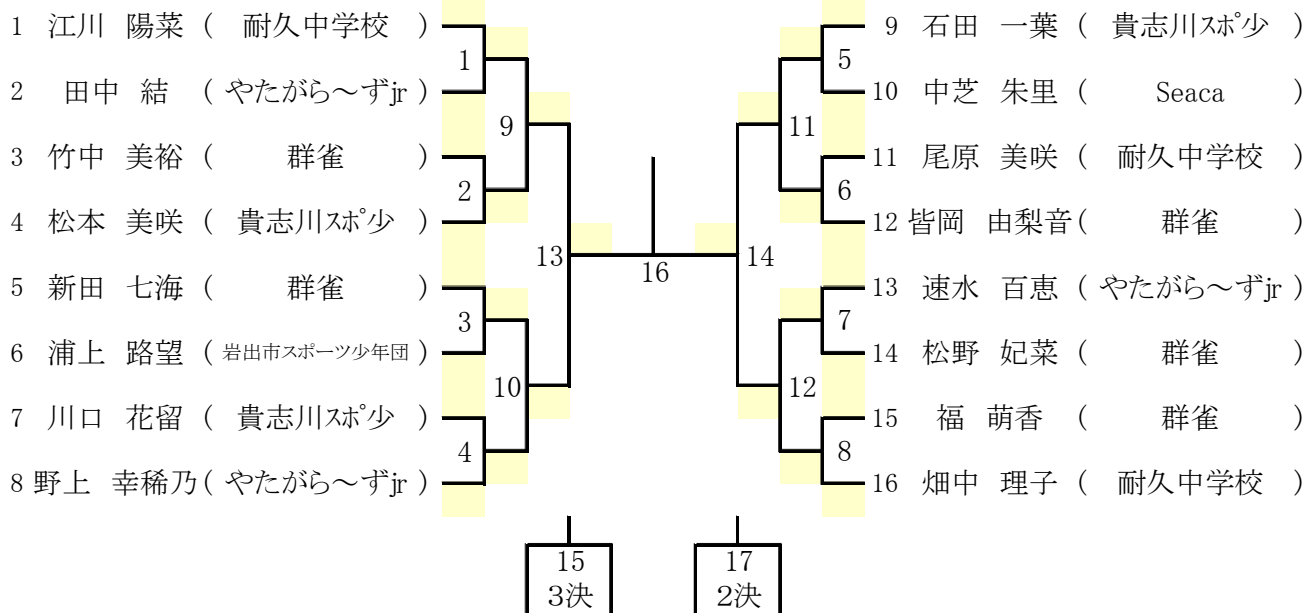 1 江川 陽菜 ( 耐久中学校 )
1
2 田中 結 ( やたがら～ずjr )
9
3 竹中 美裕 ( 群雀 )
2
4 松本 美咲 ( 貴志川ｽﾎﾟ少 )
13
5 新田 七海 ( 群雀 )
3
6 浦上 路望 ( 岩出市スポーツ少年団 )
10
7 川口 花留 ( 貴志川ｽﾎﾟ少 )
4
8 野上 幸稀乃( やたがら～ずjr )
16
9 石田 一葉 ( 貴志川ｽﾎﾟ少 )
5
10 中芝 朱里 ( Seaca )
11
11 尾原 美咲 ( 耐久中学校 )
6
12 皆岡 由梨音( 群雀 )
14
13 速水 百恵 ( やたがら～ずjr )
7
14 松野 妃菜 ( 群雀 )
12
15 福 萌香 ( 群雀 )
8
16 畑中 理子 ( 耐久中学校 )
15
3決
17
2決